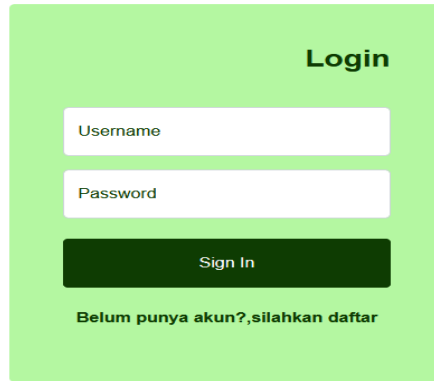 Login
Username
Password
Sign In
Belum punya akun?,silahkan daftar